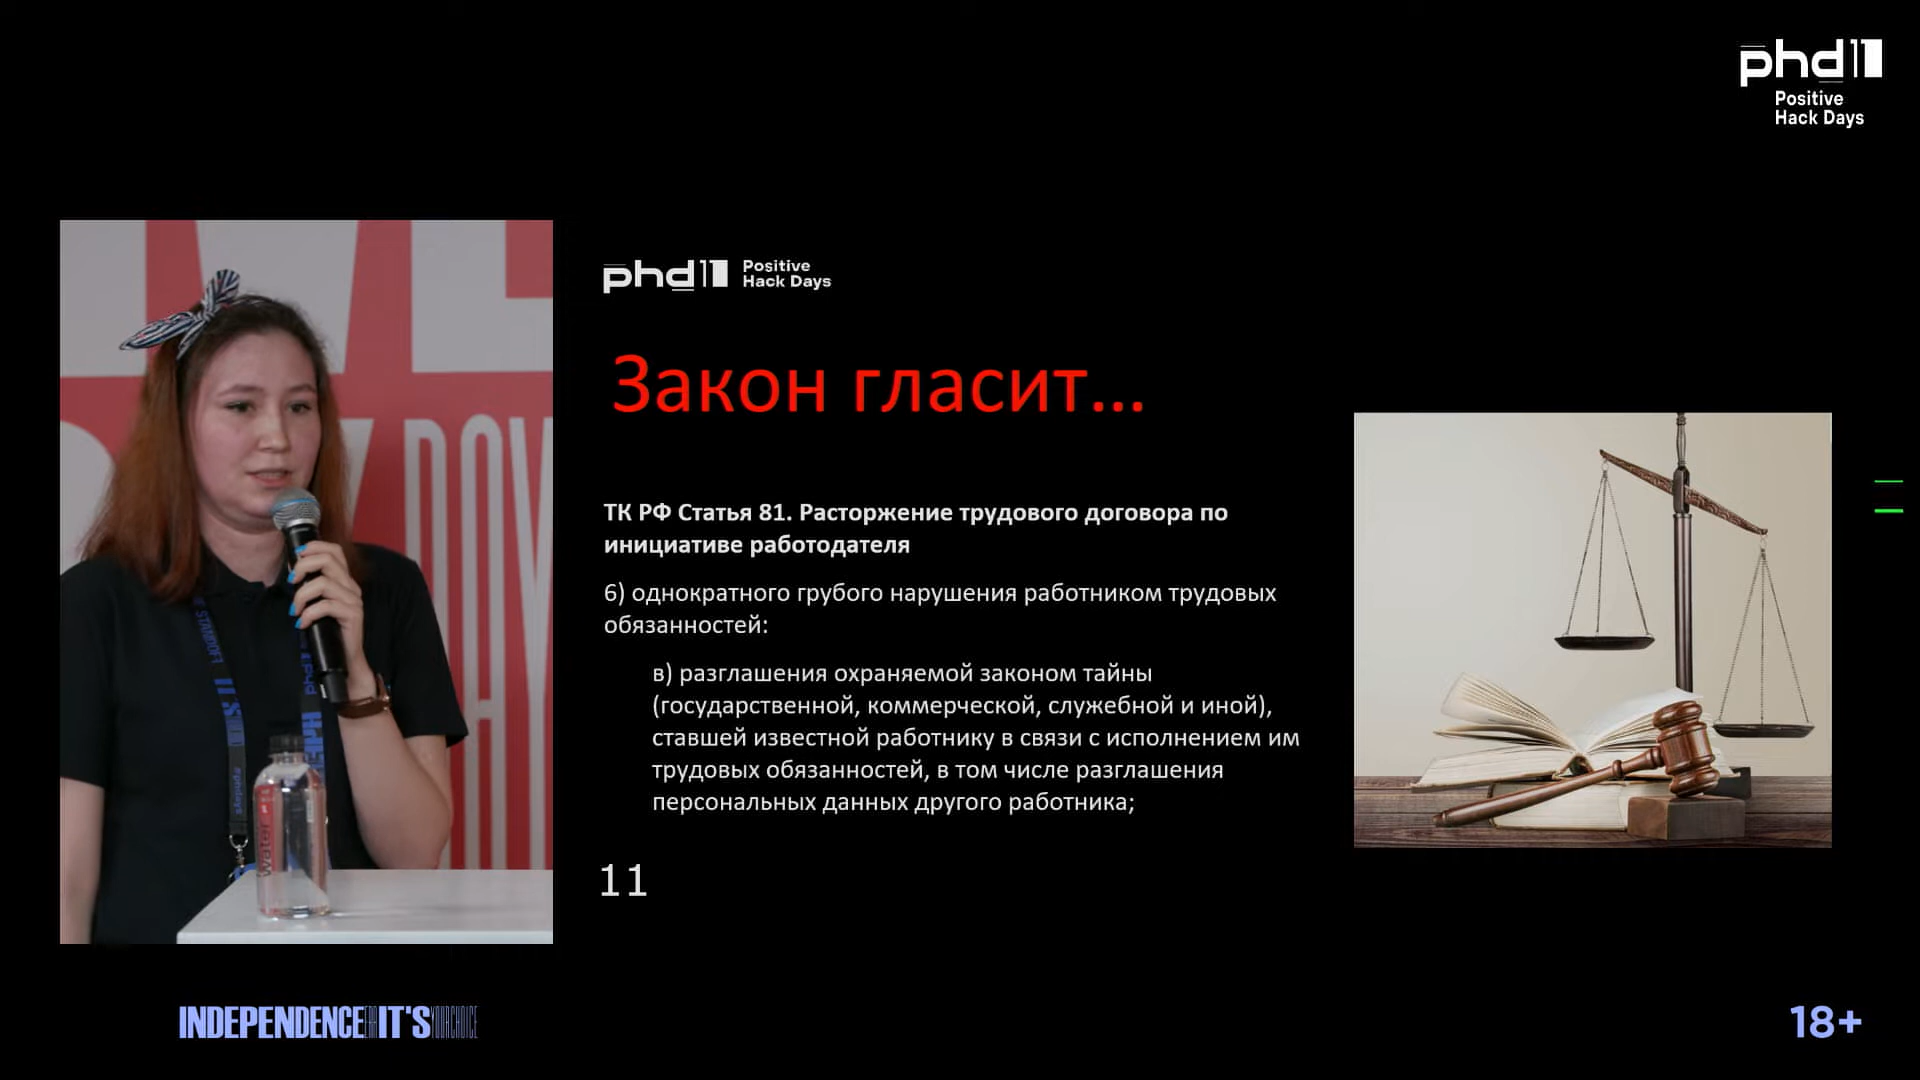 phd11
Positive
Hack Days
phd11
Positive
Hack Days
Закон гласит...
ТК РФ Статья 81. Расторжение трудового договора по
инициативе работодателя
6) однократного грубого нарушения работником трудовых
обязанностей:
в) разглашения охраняемой законом тайны
(государственной, коммерческой, служебной и иной),
ставшей известной работнику в связи с исполнением им
трудовых обязанностей, в том числе разглашения
персональных данных другого работника;
11
water
INDEPENDENCE IT'S
18+